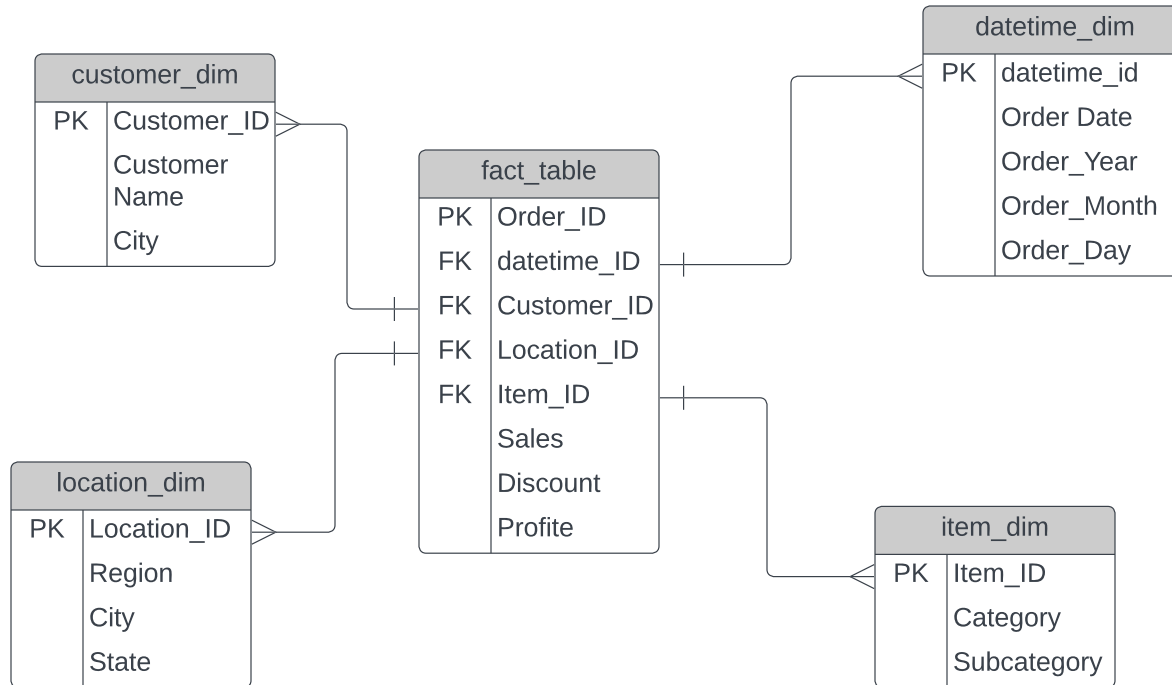 customer_dim
PK Customer_ID
Customer
Name
City
fact_table
PK Order_ID
FK datetime_ID
FK Customer_ID
FK Location_ID
FK Item_ID
Sales
Discount
Profite
datetime_dim
PK datetime_id
Order Date
Order_Year
Order_Month
Order_Day
location_dim
PK Location_ID
Region
City
State
item_dim
PK Item_ID
Category
Subcategory